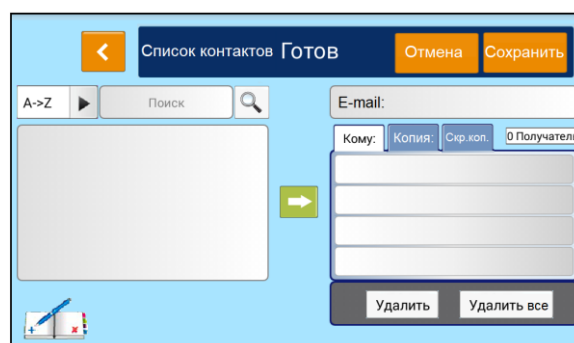 Список контактов Готов
Отмена
Сохранить
A->Z
Поиск
E-mail:
Кому:
Копия:
Скр.коп.
0 Получатели
Удалить
Удалить все